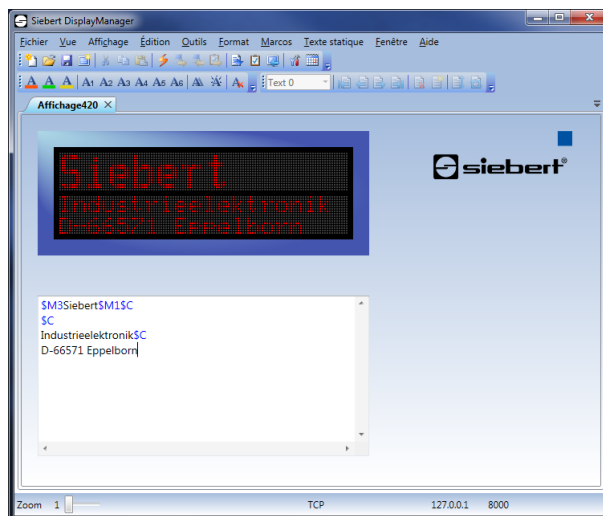 Siebert DisplayManager
Fichier Vue Affichage Édition Outils Format Marcos Texte statique Fenêtre Aide
A A A A1 A2 A3 A4 A5 A6 AA A Text 0
Affichage420
Siebert
Industrieelektronik
D-66571 Eppelborn
siebert®
$M3Siebert$M1$C
$C
Industrieelektronik$C
D-66571 Eppelborn
Zoom 1 TCP 127.0.0.1 8000